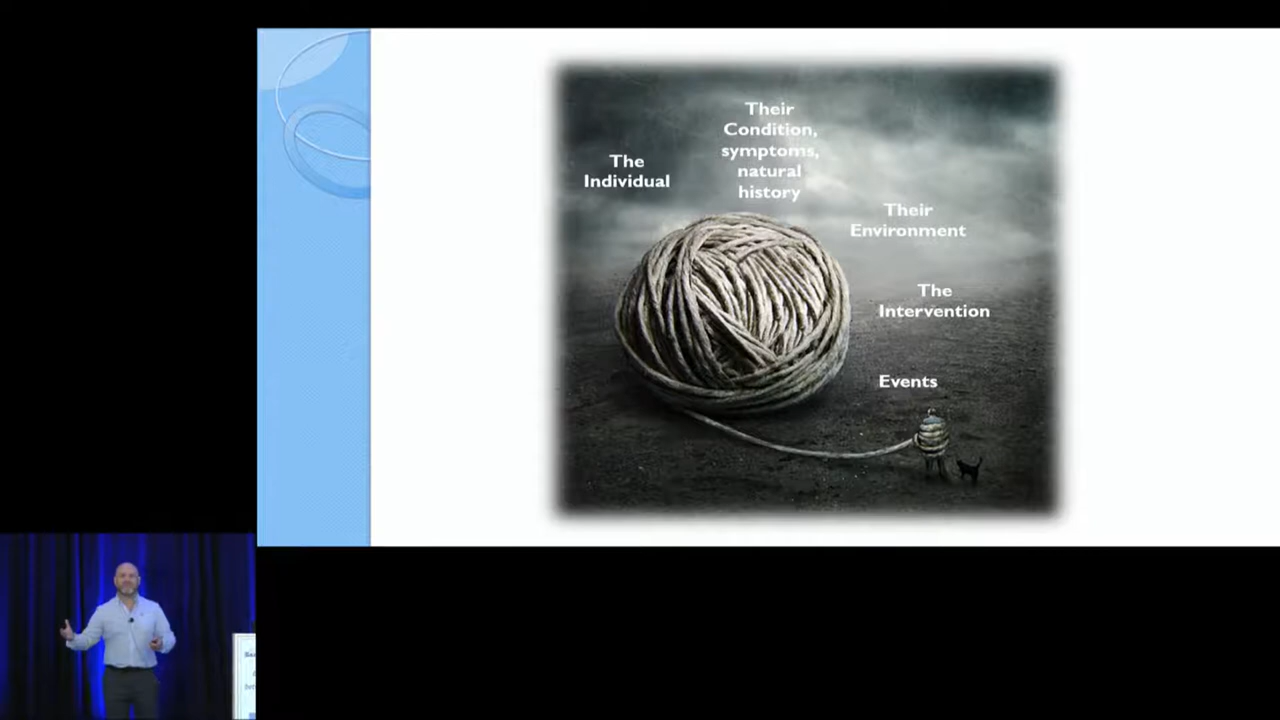 The
Individual
Their
Condition,
symptoms,
natural
history
Their
Environment
The
Intervention
Events